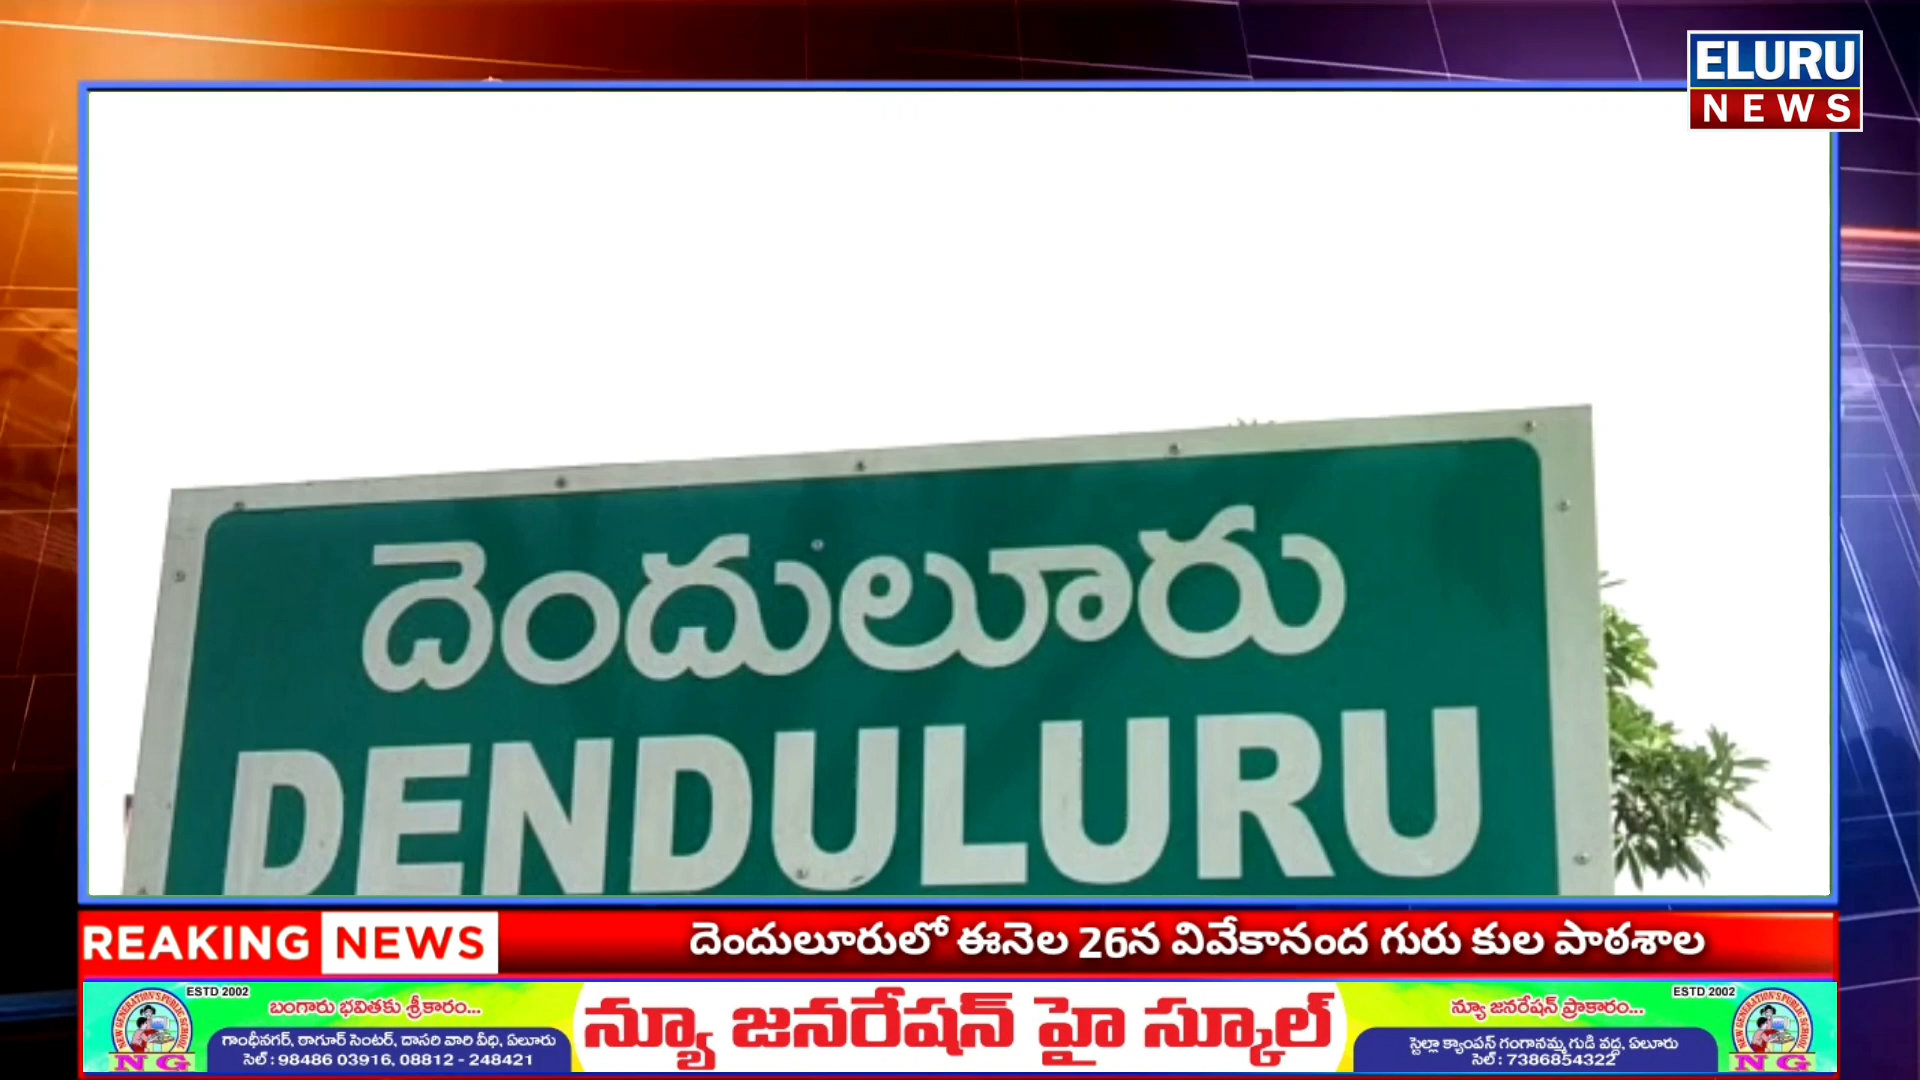 ELURU
NEWS
దెందులూరు
DENDULURU
REAKING NEWS
దెందులూరులో ఈనెల 26న వివేకానంద గురు కుల పాఠశాల
ESTD 2002
బంగారు భవితకు శ్రీకారం...
గాంధీనగర్, రాగూర్ సెంటర్, దాసరి వారి వీధి, ఏలూరు
సెల్ : 98486 03916, 08812 - 248421
NG
న్యూ జనరేషన్ హై స్కూల్
న్యూ జనరేషన్ ప్రాకారం...
స్టెల్లా క్యాంపస్ గంగానమ్మ గుడి వద్ద, ఏలూరు
సెల్ : 7386854322
ESTD 2002
NG